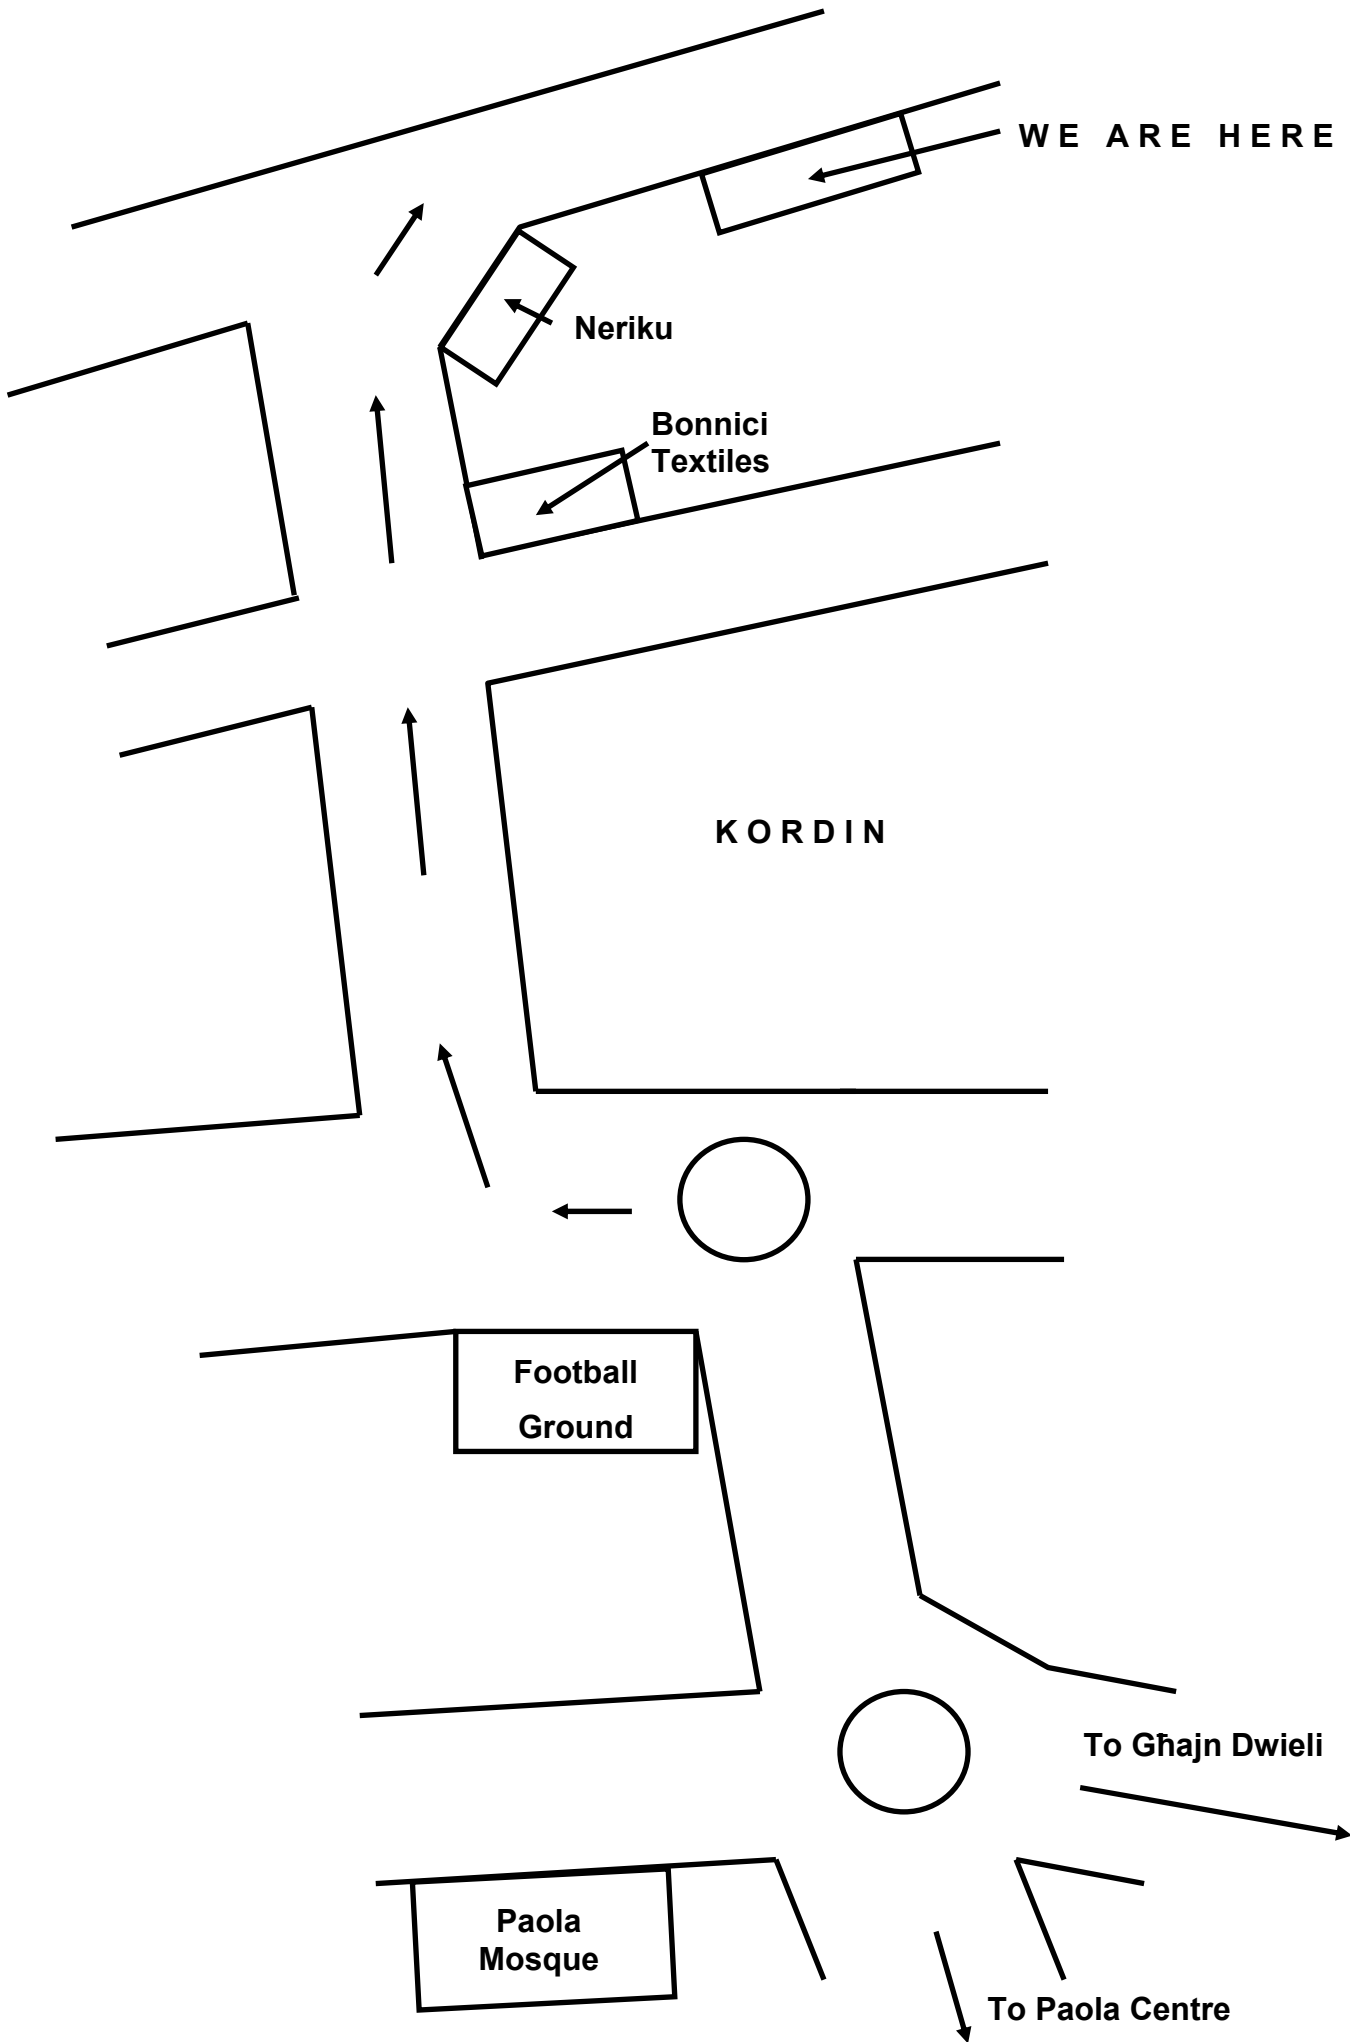 WE ARE HERE
Neriku
Bonnici
Textiles
KORDIN
Football
Ground
To Għajn Dwieli
Paola
Mosque
To Paola Centre